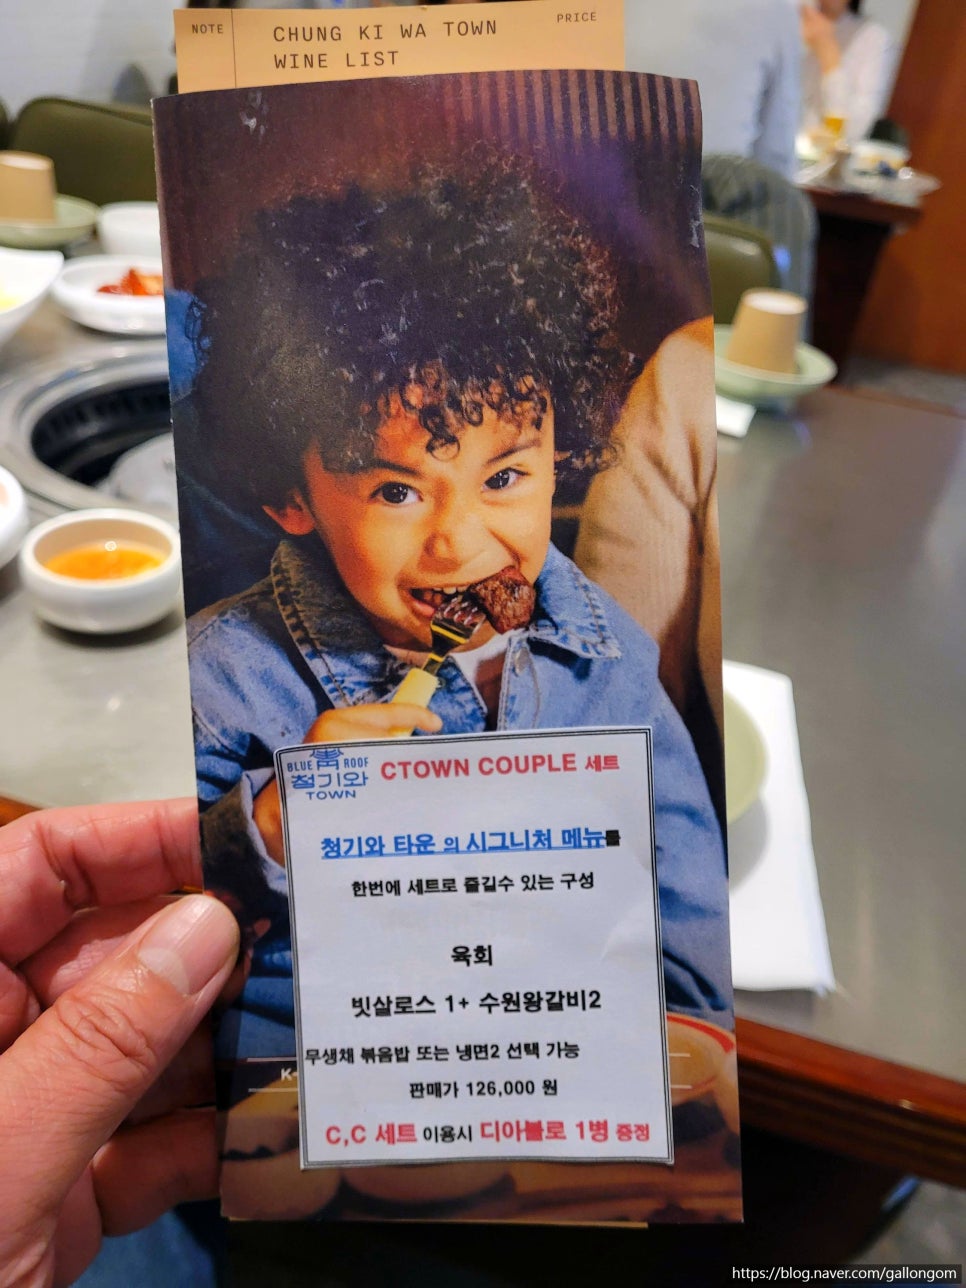 NOTE
CHUNG KI WA TOWN
WINE LIST
PRICE
BLUE ROOF
청기와
TOWN
CTOWN COUPLE 세트
청기와 타운 의 시그니처 메뉴를
한번에 세트로 즐길수 있는 구성
육회
빗살로스 1+ 수원왕갈비2
무생채 볶음밥 또는 냉면2 선택 가능
K-
판매가 126,000 원
C,C 세트 이용시 디아블로 1병 증정
https://blog.naver.com/gallongom